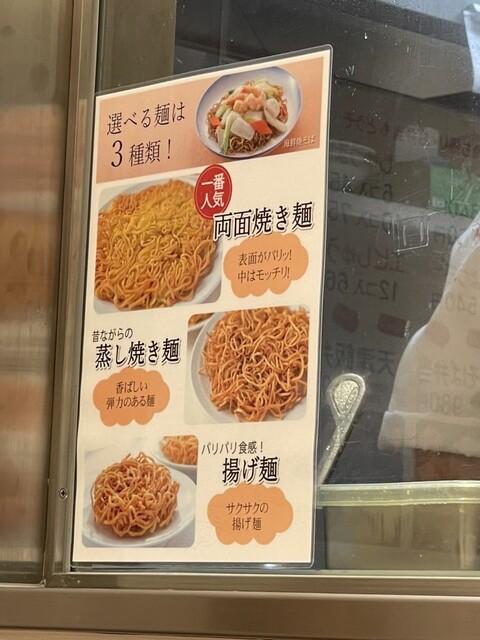 選べる麺は
3種類！
海鮮焼そば
一番
人気
両面焼き麺
表面がパリッ!
中はモッチリ!
昔ながらの
蒸し焼き麺
香ばしい
弾力のある麺
パリパリ食感！
揚げ麺
サクサクの
揚げ麺